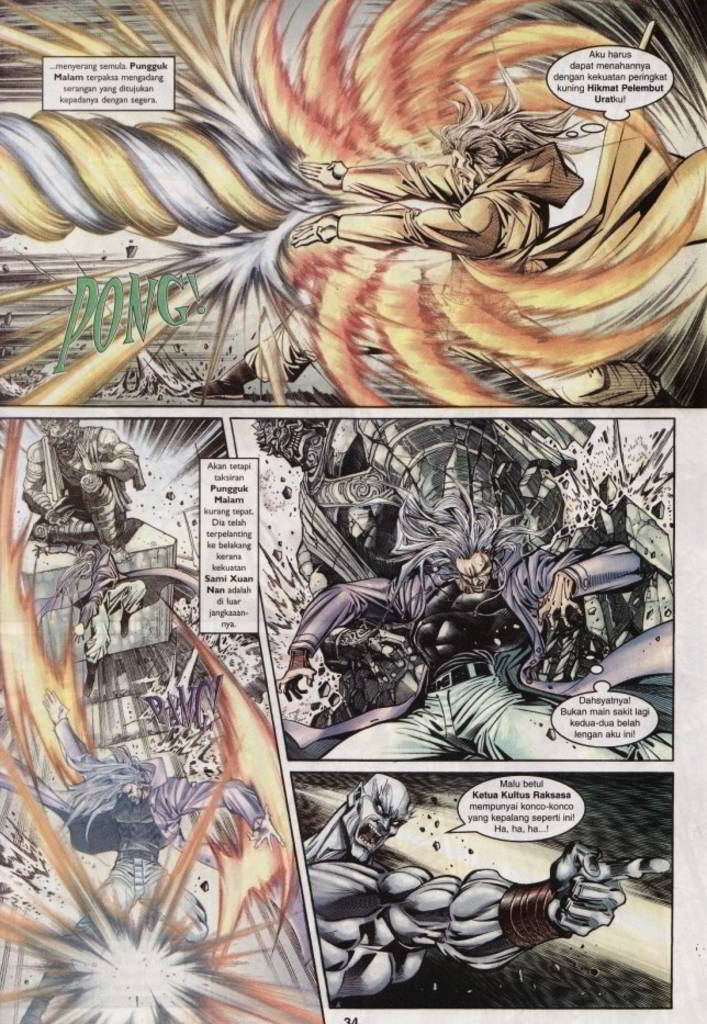 ...menyerang semula. Pungguk
Malam terpaksa mengadang
serangan yang ditujukan
kepadanya dengan segera.
Aku harus
dapat menahannya
dengan kekuatan peringkat
kuning Hikmat Pelembut
Uratku!
PONG!
Akan tetapi
taksiran
Pungguk
Malam
kurang tepat.
Dia telah
terpelanting
ke belakang
kerana
kekuatan
Sami Xuan
Nan adalah
di luar
jangkaaan-
nya.
PANG!
Dahsyatnya!
Bukan main sakit lagi
kedua-dua belah
lengan aku ini!
Malu betul
Ketua Kultus Raksasa
mempunyai konco-konco
yang kepalang seperti ini!
Ha, ha, ha...!
34